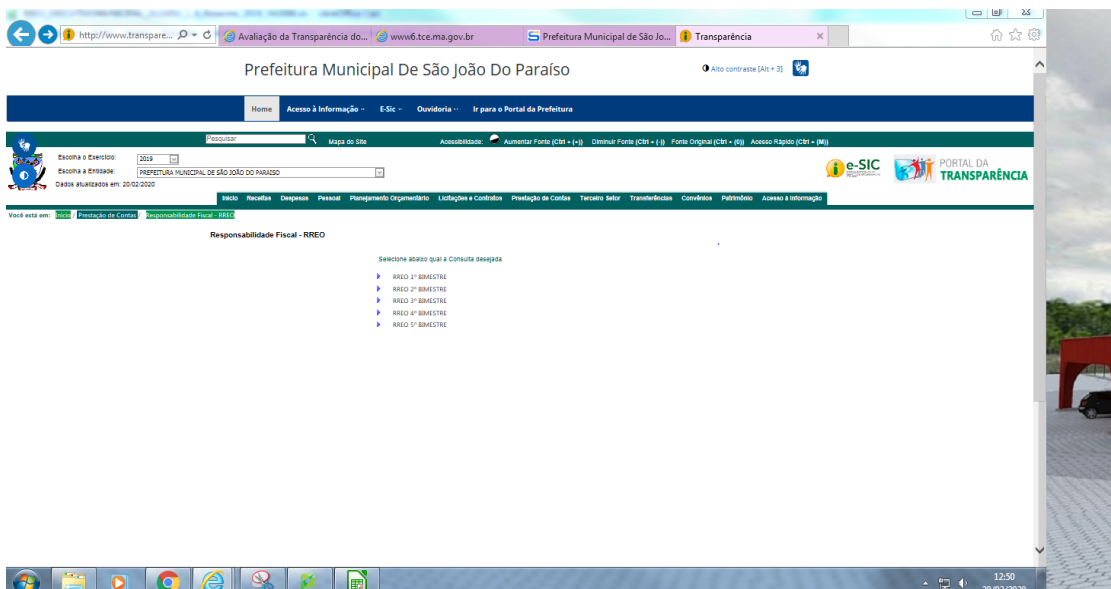 http://www.transpare...
Avaliação da Transparência do...
www6.tce.ma.gov.br
Prefeitura Municipal de São Jo...
Transparência
Prefeitura Municipal De São João Do Paraíso
Alto contraste [Alt + 3]
Home Acesso à Informação E-Sic Ouvidoria Ir para o Portal da Prefeitura
Pesquisar Mapa do Site Acessibilidade: Aumentar Fonte (Ctrl + (+)) Diminuir Fonte (Ctrl + (-)) Fonte Original (Ctrl + (0)) Acesso Rápido (Ctrl + (M))
Escolha o Exercício: 2019
Escolha a Entidade: PREFEITURA MUNICIPAL DE SÃO JOÃO DO PARAISO
Dados atualizados em: 20/02/2020
e-SIC
PORTAL DA
TRANSPARÊNCIA
Início Receitas Despesas Pessoal Planejamento Orçamentário Licitações e Contratos Prestação de Contas Terceiro Setor Transferências Convênios Patrimônio Acesso à Informação
Você está em: Início / Prestação de Contas / Responsabilidade Fiscal - RREO
Responsabilidade Fiscal - RREO
Selecione abaixo qual a Consulta desejada
RREO 1º BIMESTRE
RREO 2º BIMESTRE
RREO 3º BIMESTRE
RREO 4º BIMESTRE
RREO 5º BIMESTRE
12:50
20/02/2020